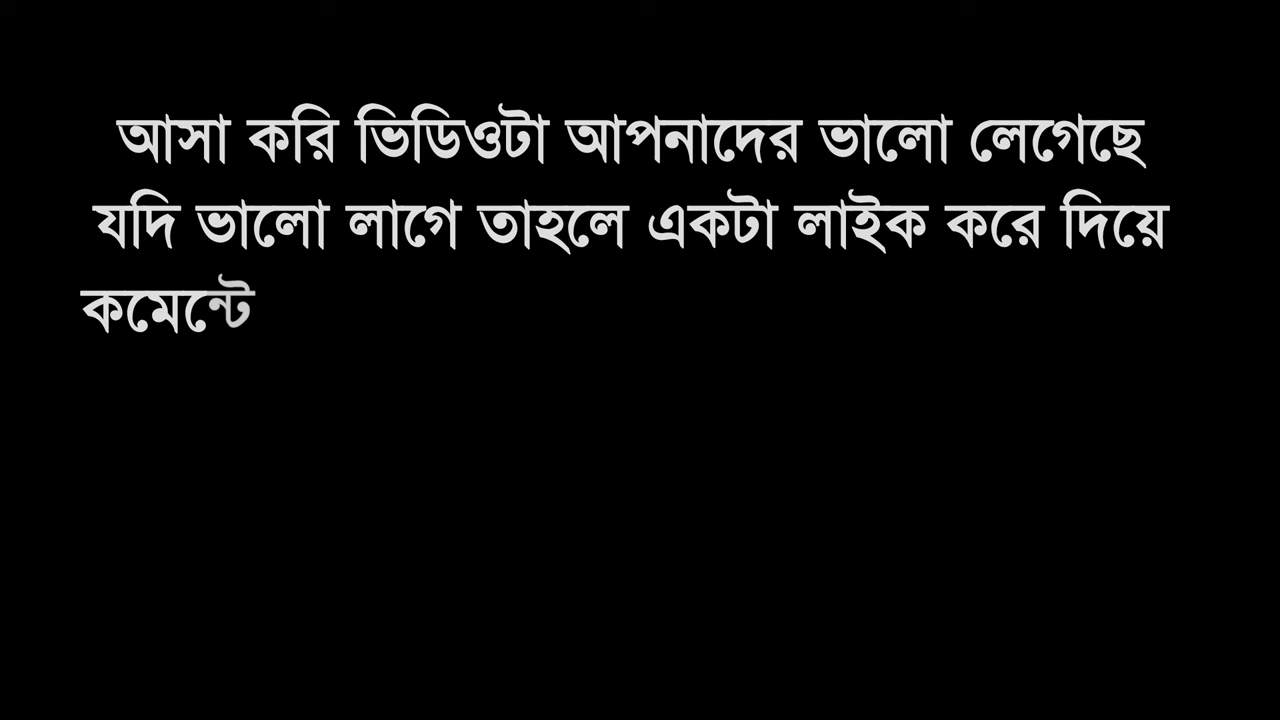 আসা করি ভিডিওটা আপনাদের ভালো লেগেছে
যদি ভালো লাগে তাহলে একটা লাইক করে দিয়ে
কমেন্টে